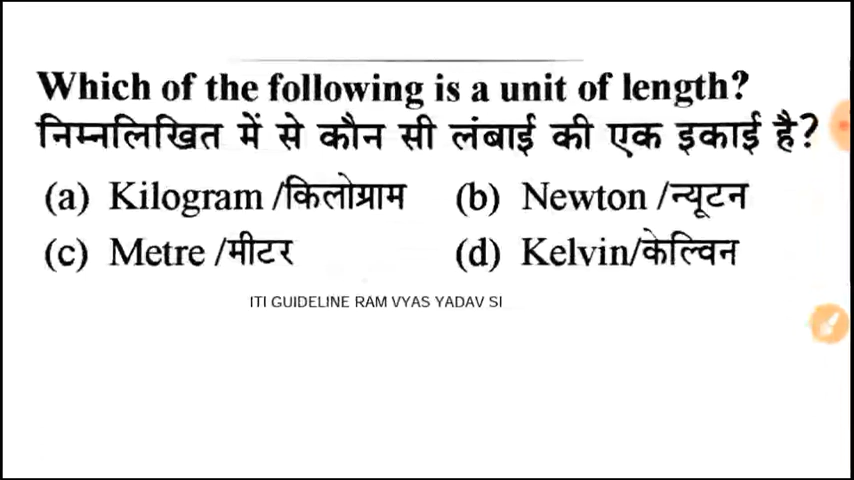 Which of the following is a unit of length?
निम्नलिखित में से कौन सी लंबाई की एक इकाई है?
(a) Kilogram /किलोग्राम (b) Newton /न्यूटन
(c) Metre /मीटर (d) Kelvin/केल्विन
ITI GUIDELINE RAM VYAS YADAV SI